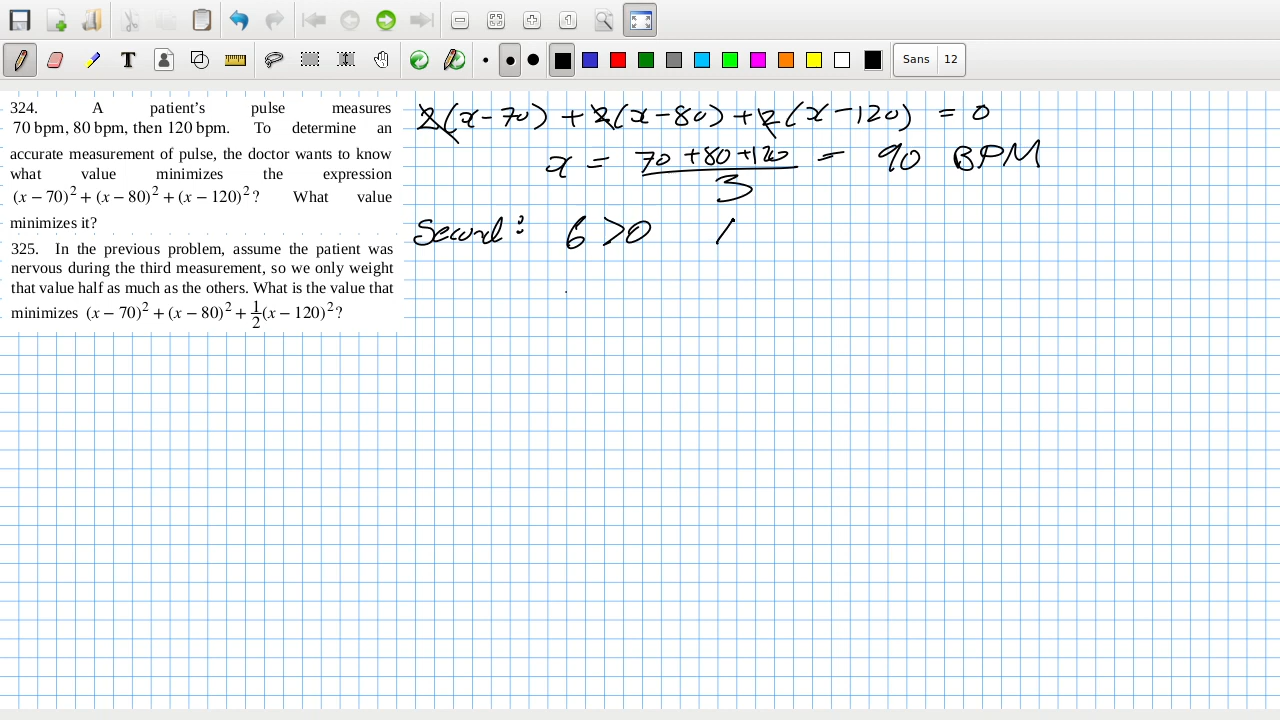 Sans 12
324. A patient's pulse measures
70 bpm, 80 bpm, then 120 bpm. To determine an
accurate measurement of pulse, the doctor wants to know
what value minimizes the expression
(x − 70)² + (x − 80)² + (x − 120)² ? What value
minimizes it?
325. In the previous problem, assume the patient was
nervous during the third measurement, so we only weight
that value half as much as the others. What is the value that
minimizes (x − 70)² + (x − 80)² + 1/2(x − 120)²?
2(x-70) + 2(x-80) + 2(x-120) = 0
x = (70+80+120)/3 = 90 BPM
Second: 6 > 0 /